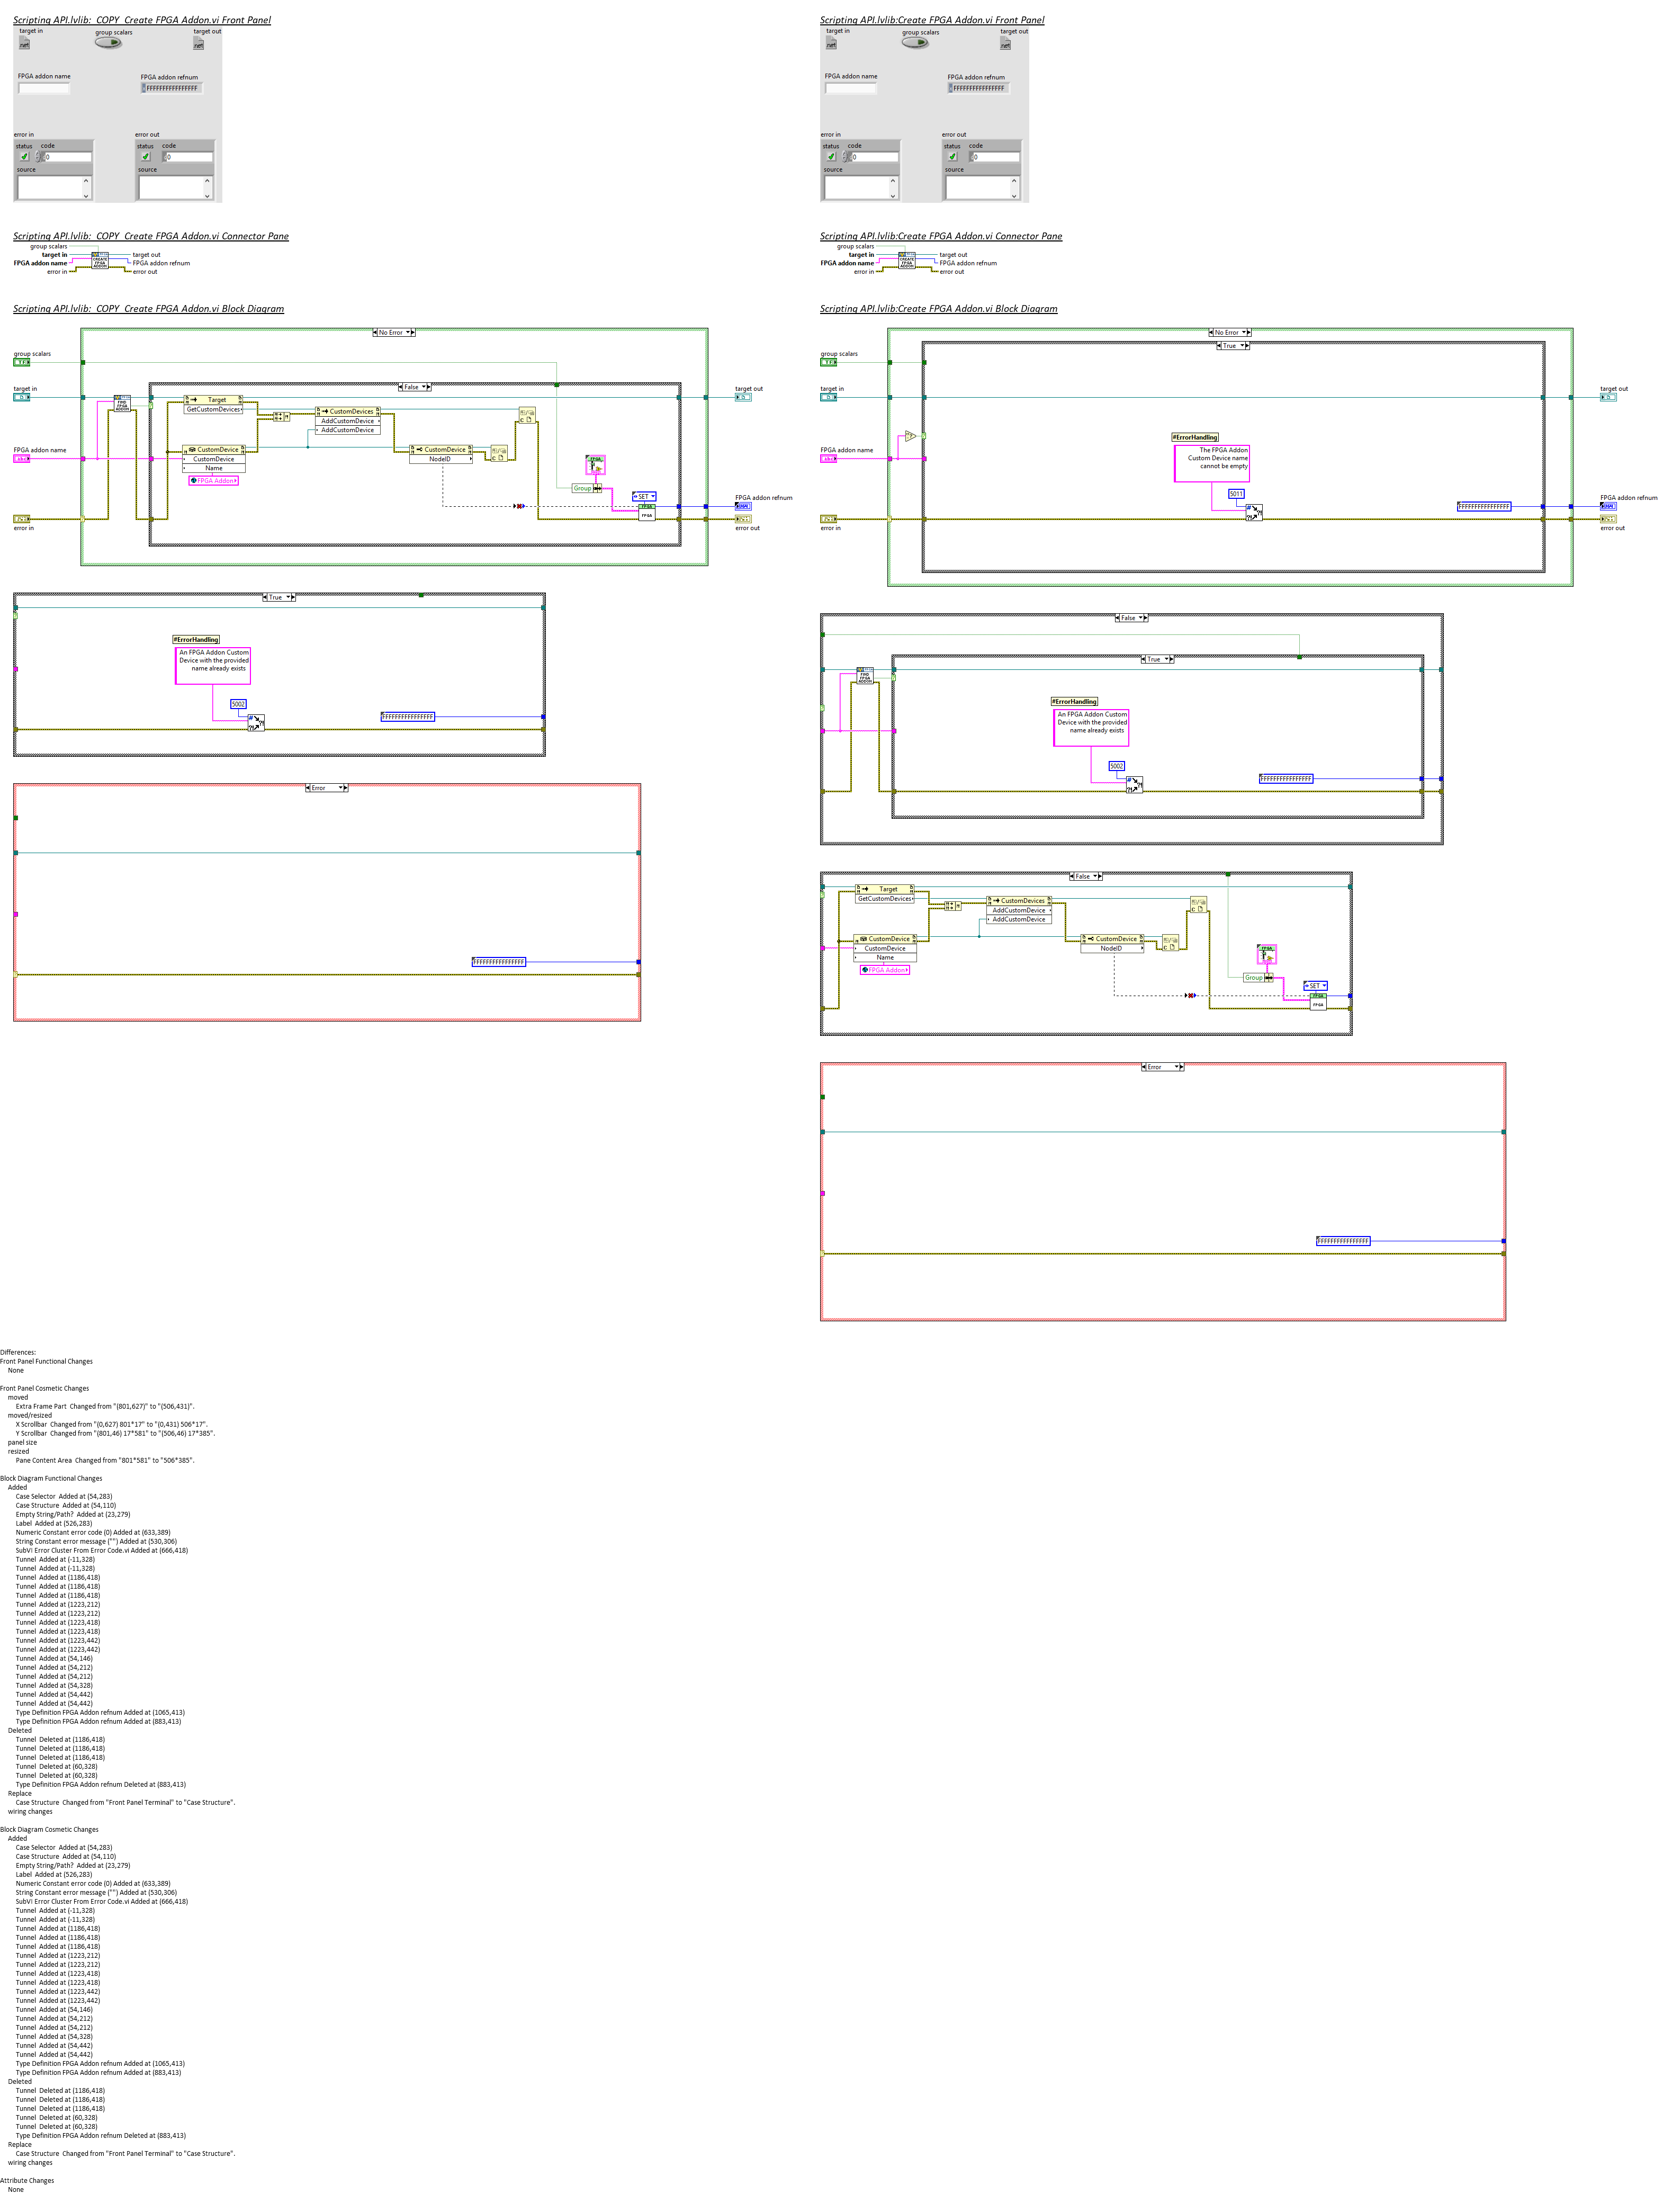 Scripting API.lvlib:_COPY_Create FPGA Addon.vi Front Panel
target in
group scalars
target out
FPGA addon name
FPGA addon refnum
FFFFFFFFFFFFFFFF
error in
error out
status code
0
status code
0
source
source
Scripting API.lvlib:_COPY_Create FPGA Addon.vi Connector Pane
group scalars
target in
target out
FPGA addon name
FPGA addon refnum
error in
error out
Scripting API.lvlib:_COPY_Create FPGA Addon.vi Block Diagram
No Error
group scalars
target in
target out
False
Target
GetCustomDevices
CustomDevices
AddCustomDevice
AddCustomDevice
FPGA addon name
CustomDevice
CustomDevice
Name
FPGA Addon
CustomDevice
NodeID
Group
SET
FPGA addon refnum
error in
error out
True
#ErrorHandling
An FPGA Addon Custom
Device with the provided
name already exists
5002
FFFFFFFFFFFFFFFF
Error
FFFFFFFFFFFFFFFF
Scripting API.lvlib:Create FPGA Addon.vi Front Panel
target in
group scalars
target out
FPGA addon name
FPGA addon refnum
FFFFFFFFFFFFFFFF
error in
error out
status code
0
status code
0
source
source
Scripting API.lvlib:Create FPGA Addon.vi Connector Pane
group scalars
target in
target out
FPGA addon name
FPGA addon refnum
error in
error out
Scripting API.lvlib:Create FPGA Addon.vi Block Diagram
No Error
True
group scalars
target in
target out
FPGA addon name
#ErrorHandling
The FPGA Addon
Custom Device name
cannot be empty
5011
FFFFFFFFFFFFFFFF
FPGA addon refnum
error in
error out
False
True
#ErrorHandling
An FPGA Addon Custom
Device with the provided
name already exists
5002
FFFFFFFFFFFFFFFF
False
Target
GetCustomDevices
CustomDevices
AddCustomDevice
AddCustomDevice
CustomDevice
CustomDevice
Name
FPGA Addon
CustomDevice
NodeID
Group
SET
Error
FFFFFFFFFFFFFFFF
Differences:
Front Panel Functional Changes
None
Front Panel Cosmetic Changes
moved
Extra Frame Part Changed from "(801,627)" to "(506,431)".
moved/resized
X Scrollbar Changed from "(0,627) 801*17" to "(0,431) 506*17".
Y Scrollbar Changed from "(801,46) 17*581" to "(506,46) 17*385".
panel size
resized
Pane Content Area Changed from "801*581" to "506*385".
Block Diagram Functional Changes
Added
Case Selector Added at (54,283)
Case Structure Added at (54,110)
Empty String/Path? Added at (23,279)
Label Added at (526,283)
Numeric Constant error code (0) Added at (633,389)
String Constant error message ("") Added at (530,306)
SubVI Error Cluster From Error Code.vi Added at (666,418)
Tunnel Added at (-11,328)
Tunnel Added at (-11,328)
Tunnel Added at (1186,418)
Tunnel Added at (1186,418)
Tunnel Added at (1186,418)
Tunnel Added at (1223,212)
Tunnel Added at (1223,212)
Tunnel Added at (1223,418)
Tunnel Added at (1223,418)
Tunnel Added at (1223,442)
Tunnel Added at (1223,442)
Tunnel Added at (54,146)
Tunnel Added at (54,212)
Tunnel Added at (54,212)
Tunnel Added at (54,328)
Tunnel Added at (54,442)
Tunnel Added at (54,442)
Type Definition FPGA Addon refnum Added at (1065,413)
Type Definition FPGA Addon refnum Added at (883,413)
Deleted
Tunnel Deleted at (1186,418)
Tunnel Deleted at (1186,418)
Tunnel Deleted at (1186,418)
Tunnel Deleted at (60,328)
Tunnel Deleted at (60,328)
Type Definition FPGA Addon refnum Deleted at (883,413)
Replace
Case Structure Changed from "Front Panel Terminal" to "Case Structure".
wiring changes
Block Diagram Cosmetic Changes
Added
Case Selector Added at (54,283)
Case Structure Added at (54,110)
Empty String/Path? Added at (23,279)
Label Added at (526,283)
Numeric Constant error code (0) Added at (633,389)
String Constant error message ("") Added at (530,306)
SubVI Error Cluster From Error Code.vi Added at (666,418)
Tunnel Added at (-11,328)
Tunnel Added at (-11,328)
Tunnel Added at (1186,418)
Tunnel Added at (1186,418)
Tunnel Added at (1186,418)
Tunnel Added at (1223,212)
Tunnel Added at (1223,212)
Tunnel Added at (1223,418)
Tunnel Added at (1223,418)
Tunnel Added at (1223,442)
Tunnel Added at (1223,442)
Tunnel Added at (54,146)
Tunnel Added at (54,212)
Tunnel Added at (54,212)
Tunnel Added at (54,328)
Tunnel Added at (54,442)
Tunnel Added at (54,442)
Type Definition FPGA Addon refnum Added at (1065,413)
Type Definition FPGA Addon refnum Added at (883,413)
Deleted
Tunnel Deleted at (1186,418)
Tunnel Deleted at (1186,418)
Tunnel Deleted at (1186,418)
Tunnel Deleted at (60,328)
Tunnel Deleted at (60,328)
Type Definition FPGA Addon refnum Deleted at (883,413)
Replace
Case Structure Changed from "Front Panel Terminal" to "Case Structure".
wiring changes
Attribute Changes
None